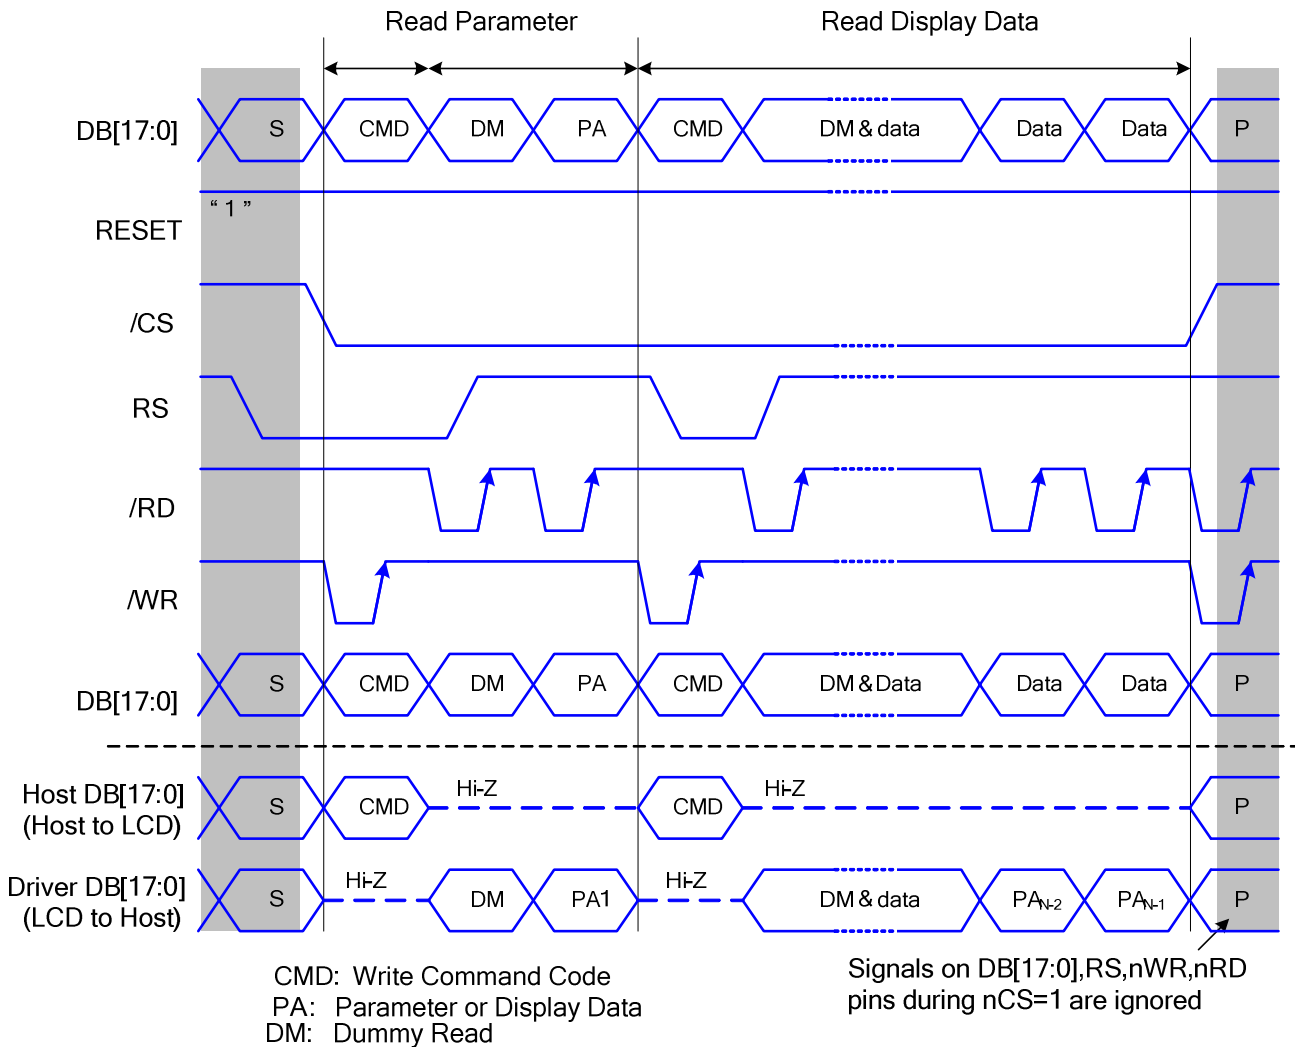 Read Parameter Read Display Data
DB[17:0] S CMD DM PA CMD DM & data Data Data P
“ 1 ”
RESET
/CS
RS
/RD
/WR
DB[17:0] S CMD DM PA CMD DM & Data Data Data P
Host DB[17:0] S CMD Hi-Z CMD Hi-Z P
(Host to LCD)
Driver DB[17:0] S Hi-Z DM PA1 Hi-Z DM & data PAN-2 PAN-1 P
(LCD to Host)
CMD: Write Command Code
PA: Parameter or Display Data
DM: Dummy Read
Signals on DB[17:0],RS,nWR,nRD
pins during nCS=1 are ignored